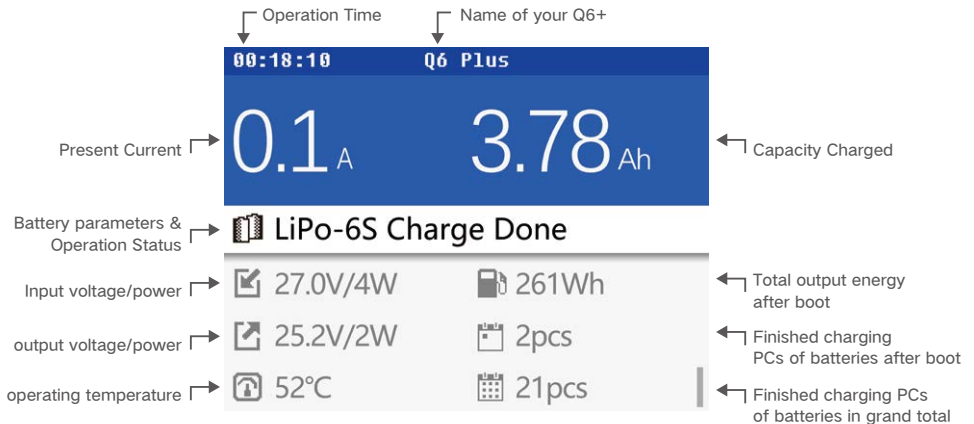 Operation Time
Name of your Q6+
00:18:10
Q6 Plus
Present Current
0.1 A
3.78 Ah
Capacity Charged
Battery parameters &
Operation Status
LiPo-6S Charge Done
Input voltage/power
27.0V/4W
261Wh
Total output energy
after boot
output voltage/power
25.2V/2W
2pcs
Finished charging
PCs of batteries after boot
operating temperature
52℃
21pcs
Finished charging PCs
of batteries in grand total